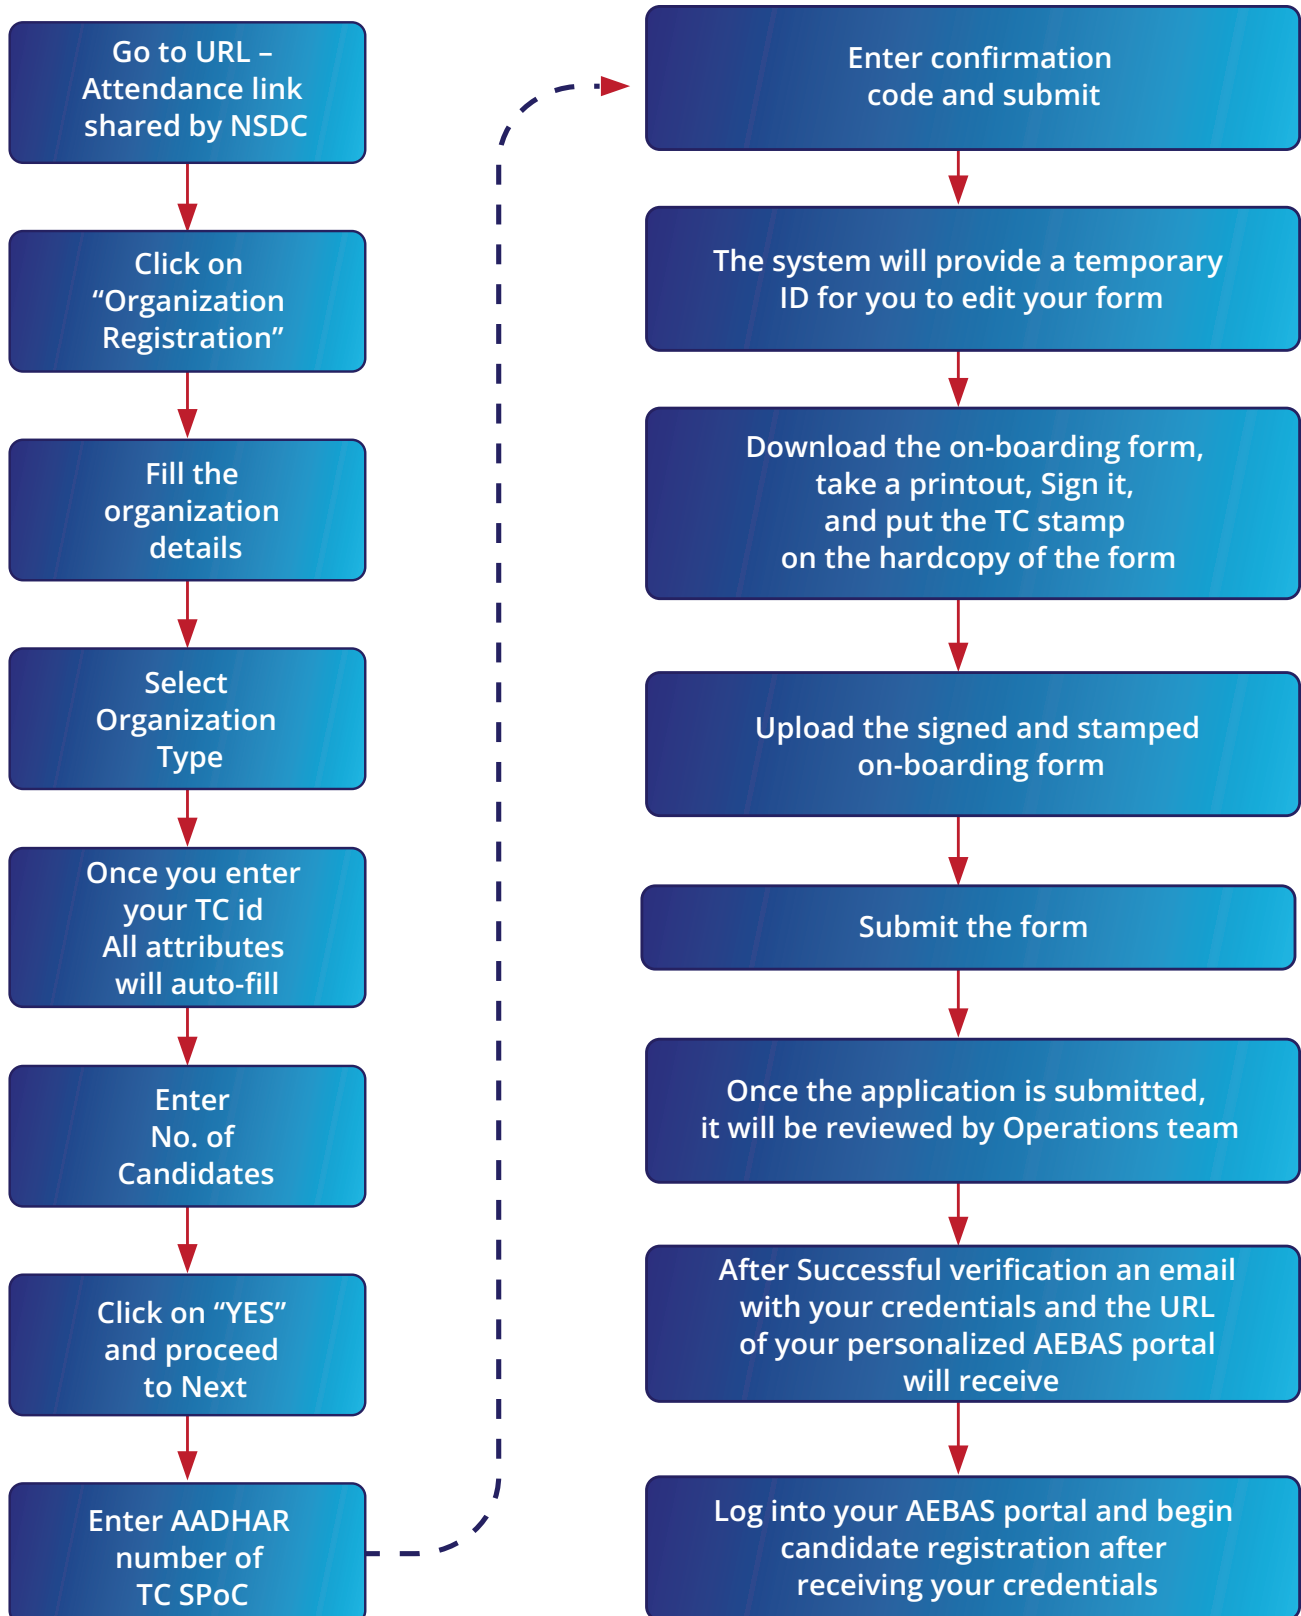 Go to URL –
Attendance link
shared by NSDC
Click on
“Organization
Registration”
Fill the
organization
details
Select
Organization
Type
Once you enter
your TC id
All attributes
will auto-fill
Enter
No. of
Candidates
Click on “YES”
and proceed
to Next
Enter AADHAR
number of
TC SPoC
Enter confirmation
code and submit
The system will provide a temporary
ID for you to edit your form
Download the on-boarding form,
take a printout, Sign it,
and put the TC stamp
on the hardcopy of the form
Upload the signed and stamped
on-boarding form
Submit the form
Once the application is submitted,
it will be reviewed by Operations team
After Successful verification an email
with your credentials and the URL
of your personalized AEBAS portal
will receive
Log into your AEBAS portal and begin
candidate registration after
receiving your credentials